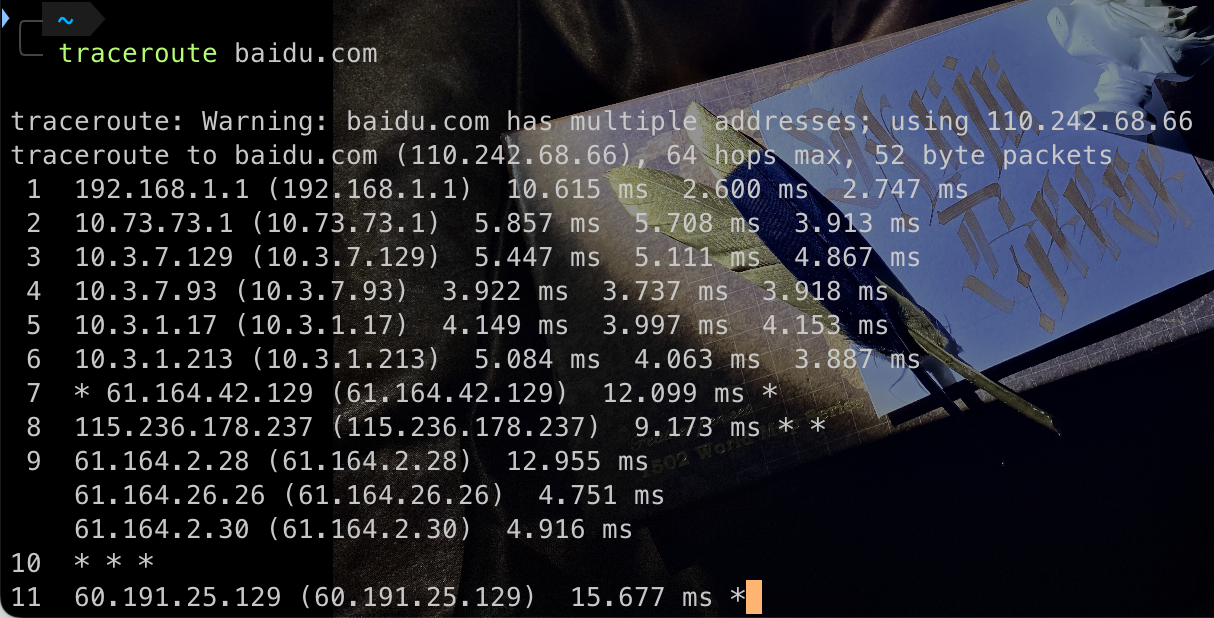 ~
traceroute baidu.com
traceroute: Warning: baidu.com has multiple addresses; using 110.242.68.66
traceroute to baidu.com (110.242.68.66), 64 hops max, 52 byte packets
1 192.168.1.1 (192.168.1.1) 10.615 ms 2.600 ms 2.747 ms
2 10.73.73.1 (10.73.73.1) 5.857 ms 5.708 ms 3.913 ms
3 10.3.7.129 (10.3.7.129) 5.447 ms 5.111 ms 4.867 ms
4 10.3.7.93 (10.3.7.93) 3.922 ms 3.737 ms 3.918 ms
5 10.3.1.17 (10.3.1.17) 4.149 ms 3.997 ms 4.153 ms
6 10.3.1.213 (10.3.1.213) 5.084 ms 4.063 ms 3.887 ms
7 * 61.164.42.129 (61.164.42.129) 12.099 ms *
8 115.236.178.237 (115.236.178.237) 9.173 ms * *
9 61.164.2.28 (61.164.2.28) 12.955 ms
61.164.26.26 (61.164.26.26) 4.751 ms
61.164.2.30 (61.164.2.30) 4.916 ms
10 * * *
11 60.191.25.129 (60.191.25.129) 15.677 ms *